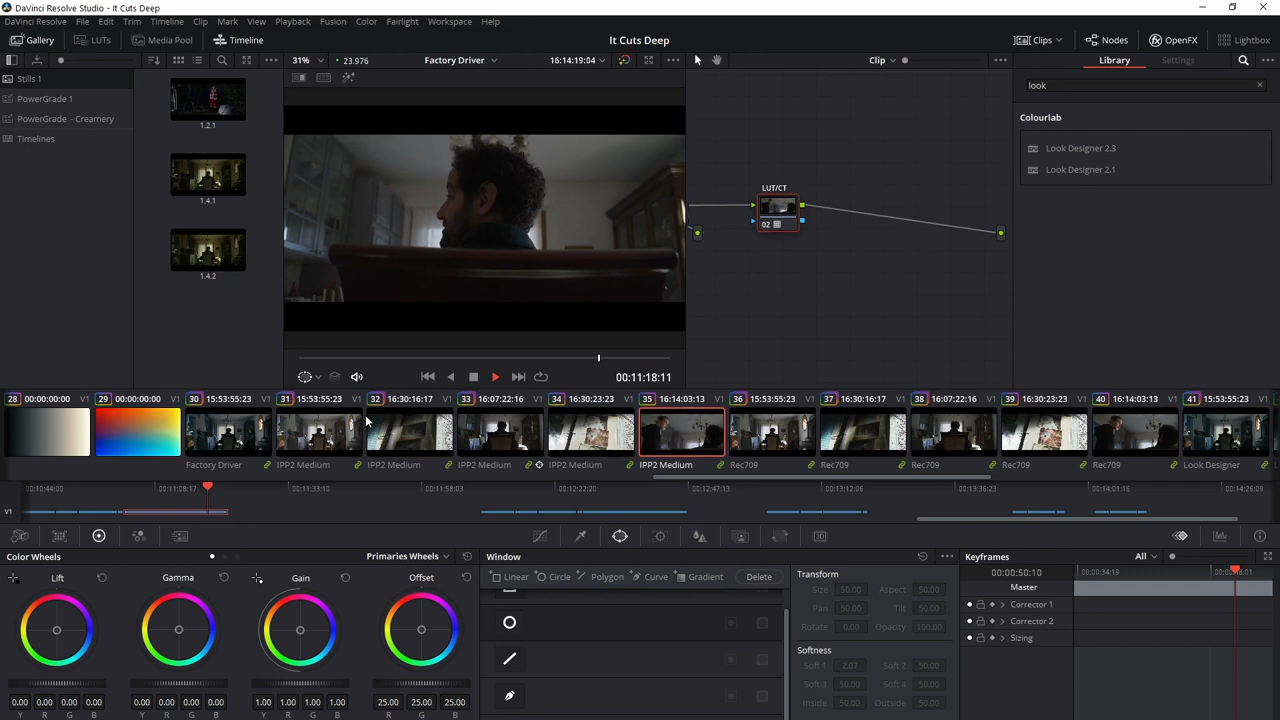 DaVinci Resolve Studio - It Cuts Deep
DaVinci Resolve File Edit Trim Timeline Clip Mark View Playback Fusion Color Fairlight Workspace Help
Gallery LUTs Media Pool Timeline It Cuts Deep Clips Nodes OpenFX Lightbox
31% 23.976 Factory Driver 16:14:19:04 Clip Library Settings
Stills 1
PowerGrade 1
PowerGrade - Creamery
Timelines
1.2.1
1.4.1
1.4.2
LUT/CT
02
look
Colourlab
Look Designer 2.3
Look Designer 2.1
00:11:18:11
28 00:00:00:00 V1 29 00:00:00:00 V1 30 15:53:55:23 V1 31 15:53:55:23 V1 32 16:30:16:17 V1 33 16:07:22:16 V1 34 16:30:23:23 V1 35 16:14:03:13 V1 36 15:53:55:23 V1 37 16:30:16:17 V1 38 16:07:22:16 V1 39 16:30:23:23 V1 40 16:14:03:13 V1 41 15:53:55:23 V1
Factory Driver IPP2 Medium IPP2 Medium IPP2 Medium IPP2 Medium IPP2 Medium Rec709 Rec709 Rec709 Rec709 Rec709 Look Designer
00:10:44:00 00:11:08:17 00:11:33:10 00:11:58:03 00:12:22:20 00:12:47:13 00:13:12:06 00:13:36:23 00:14:01:16 00:14:26:09
V1
Color Wheels Primaries Wheels
Lift Gamma Gain Offset
0.00 0.00 0.00 0.00 0.00 0.00 0.00 0.00 1.00 1.00 1.00 1.00 25.00 25.00 25.00
Y R G B Y R G B Y R G B R G B
Window
Linear Circle Polygon Curve Gradient Delete
Transform
Size 50.00 Aspect 50.00
Pan 50.00 Tilt 50.00
Rotate 0.00 Opacity 100.00
Softness
Soft 1 2.07 Soft 2 50.00
Soft 3 50.00 Soft 4 50.00
Inside 50.00 Outside 50.00
Keyframes All
00:00:50:10 00:00:34:19
Master
Corrector 1
Corrector 2
Sizing